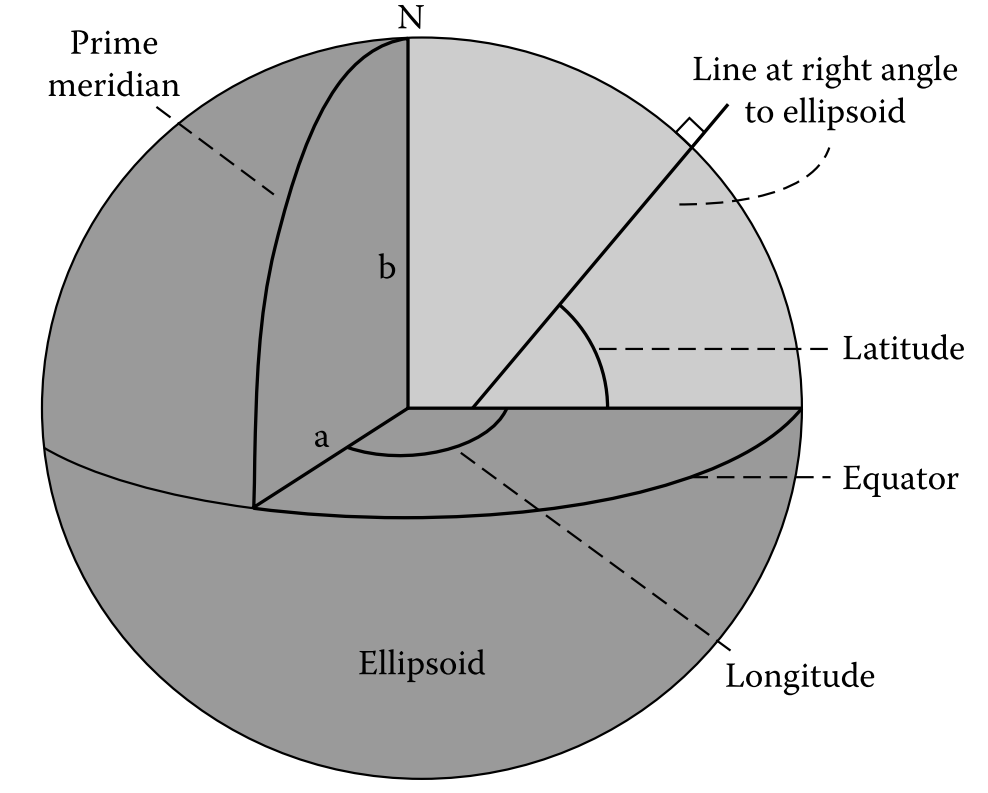 N
Prime
meridian
Line at right angle
to ellipsoid
b
Latitude
a
Equator
Ellipsoid
Longitude